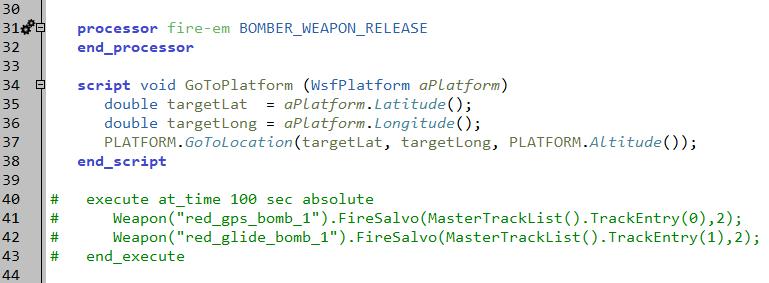 30
31 processor fire-em BOMBER_WEAPON_RELEASE
32 end_processor
33
34 script void GoToPlatform (WsfPlatform aPlatform)
35 double targetLat = aPlatform.Latitude();
36 double targetLong = aPlatform.Longitude();
37 PLATFORM.GoToLocation(targetLat, targetLong, PLATFORM.Altitude());
38 end_script
39
40 # execute at_time 100 sec absolute
41 # Weapon("red_gps_bomb_1").FireSalvo(MasterTrackList().TrackEntry(0),2);
42 # Weapon("red_glide_bomb_1").FireSalvo(MasterTrackList().TrackEntry(1),2);
43 # end_execute
44